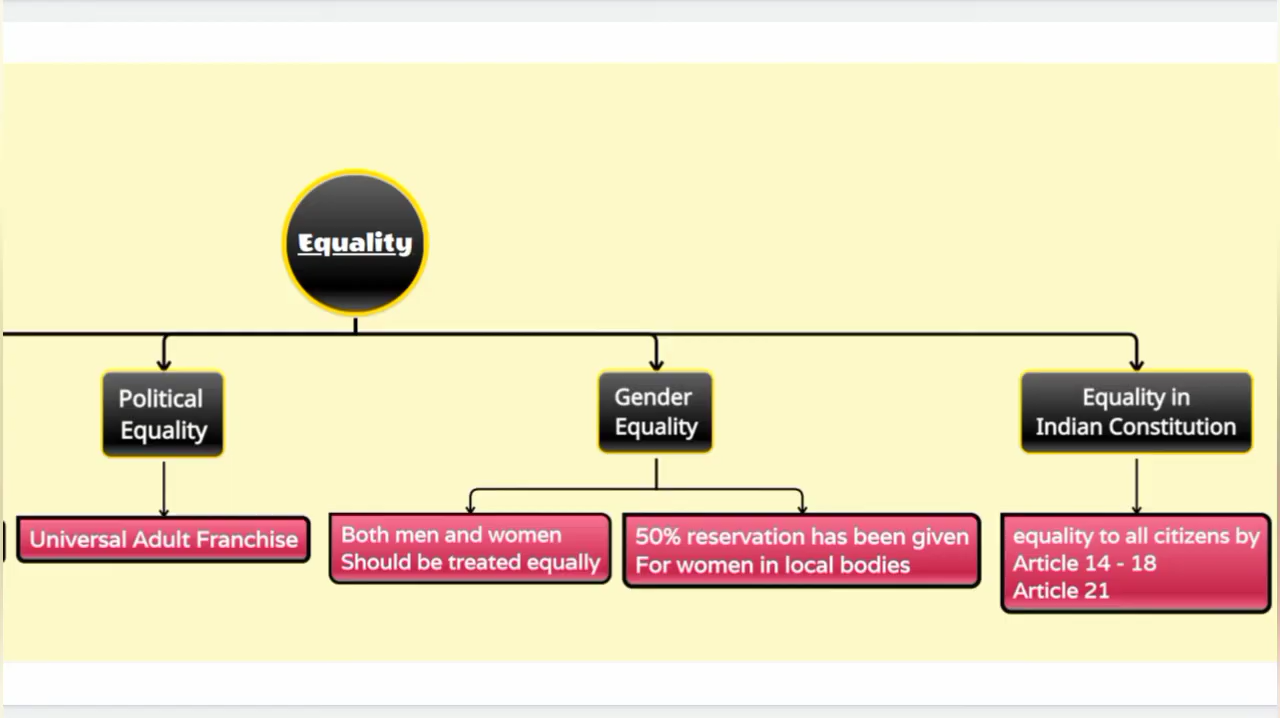 Equality
Political
Equality
Gender
Equality
Equality in
Indian Constitution
Universal Adult Franchise
Both men and women
Should be treated equally
50% reservation has been given
For women in local bodies
equality to all citizens by
Article 14 - 18
Article 21